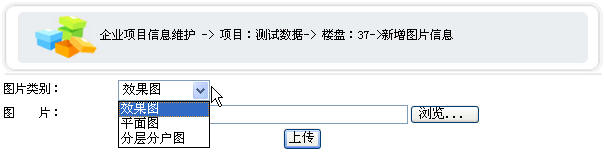 企业项目信息维护 -> 项目：测试数据-> 楼盘：37->新增图片信息
图片类别： 效果图
效果图
平面图
分层分户图
图 片： 浏览...
上传